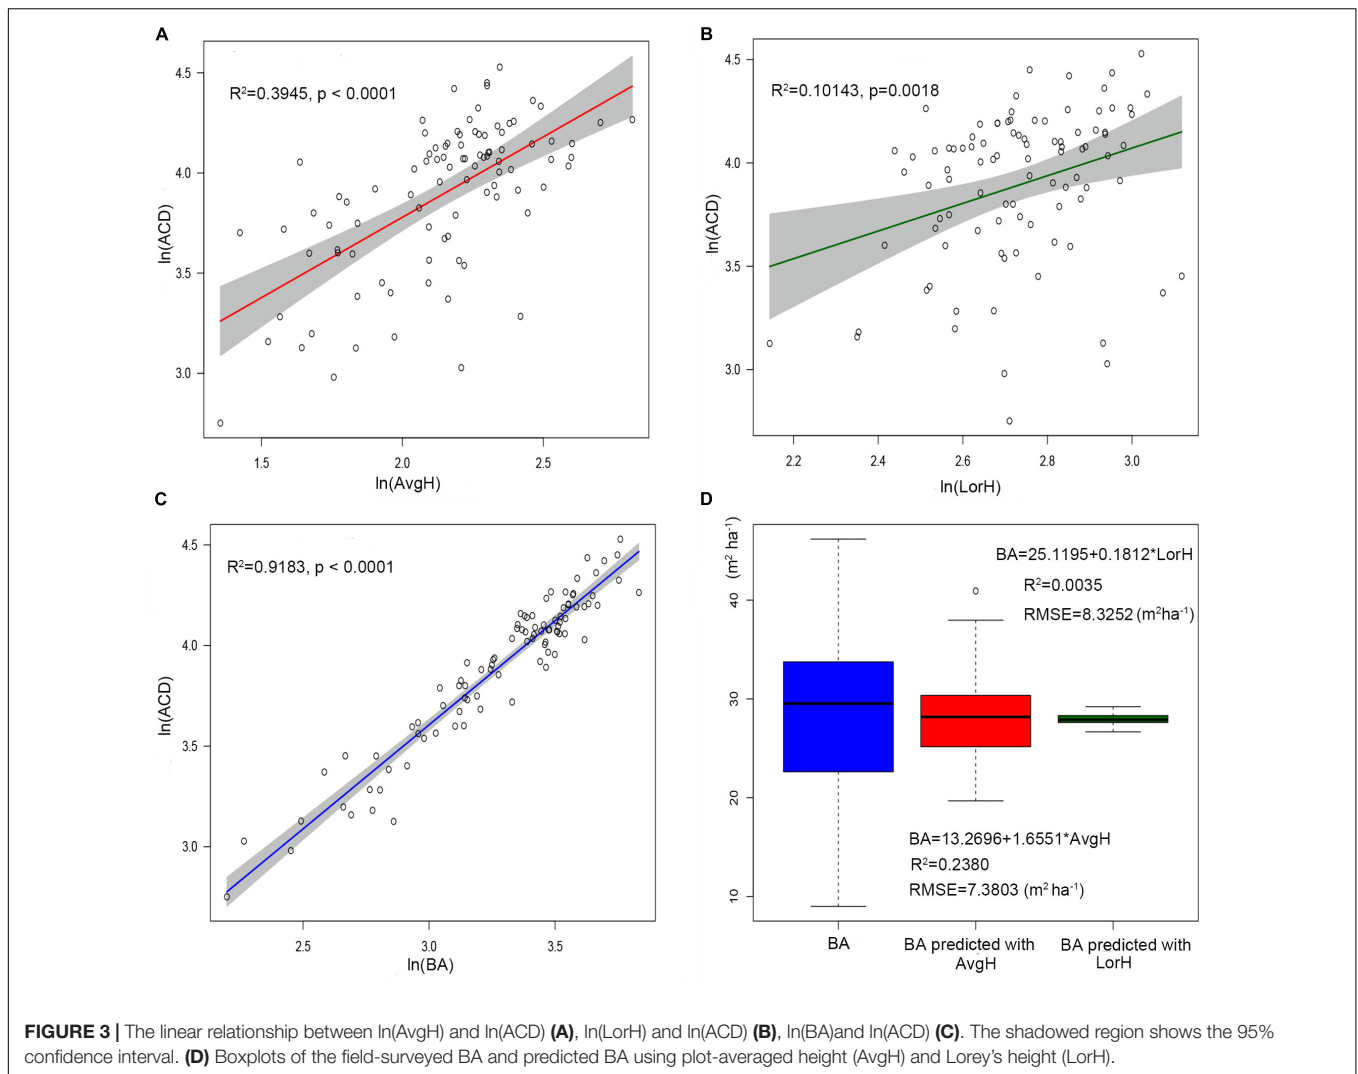 A
R²=0.3945, p < 0.0001
ln(ACD)
4.5
4.0
3.5
3.0
1.5 2.0 2.5
ln(AvgH)
B
R²=0.10143, p=0.0018
ln(ACD)
4.5
4.0
3.5
3.0
2.2 2.4 2.6 2.8 3.0
ln(LorH)
C
R²=0.9183, p < 0.0001
ln(ACD)
4.5
4.0
3.5
3.0
2.5 3.0 3.5
ln(BA)
D
(m² ha⁻¹)
40
30
20
10
BA=25.1195+0.1812*LorH
R²=0.0035
RMSE=8.3252 (m²ha⁻¹)
BA=13.2696+1.6551*AvgH
R²=0.2380
RMSE=7.3803 (m² ha⁻¹)
BA
BA predicted with
AvgH
BA predicted with
LorH
FIGURE 3 | The linear relationship between ln(AvgH) and ln(ACD) (A), ln(LorH) and ln(ACD) (B), ln(BA)and ln(ACD) (C). The shadowed region shows the 95%
confidence interval. (D) Boxplots of the field-surveyed BA and predicted BA using plot-averaged height (AvgH) and Lorey's height (LorH).